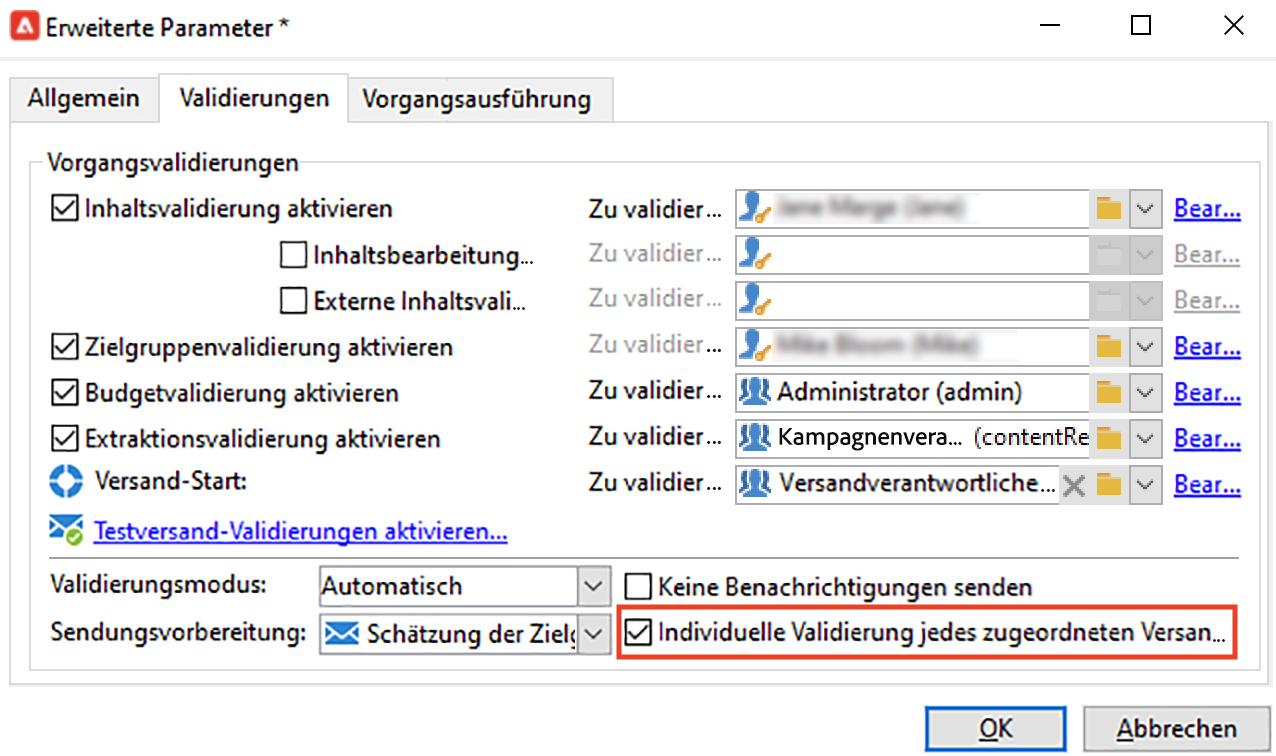 Erweiterte Parameter *
Allgemein Validierungen Vorgangsausführung
Vorgangsvalidierungen
Inhaltsvalidierung aktivieren Zu validier... Bear...
Inhaltsbearbeitung... Zu validier... Bear...
Externe Inhaltsvali... Zu validier... Bear...
Zielgruppenvalidierung aktivieren Zu validier... Bear...
Budgetvalidierung aktivieren Zu validier... Administrator (admin) Bear...
Extraktionsvalidierung aktivieren Zu validier... Kampagnenvera... (contentRe Bear...
Versand-Start: Zu validier... Versandverantwortliche... Bear...
Testversand-Validierungen aktivieren...
Validierungsmodus: Automatisch Keine Benachrichtigungen senden
Sendungsvorbereitung: Schätzung der Zielg Individuelle Validierung jedes zugeordneten Versan...
OK Abbrechen